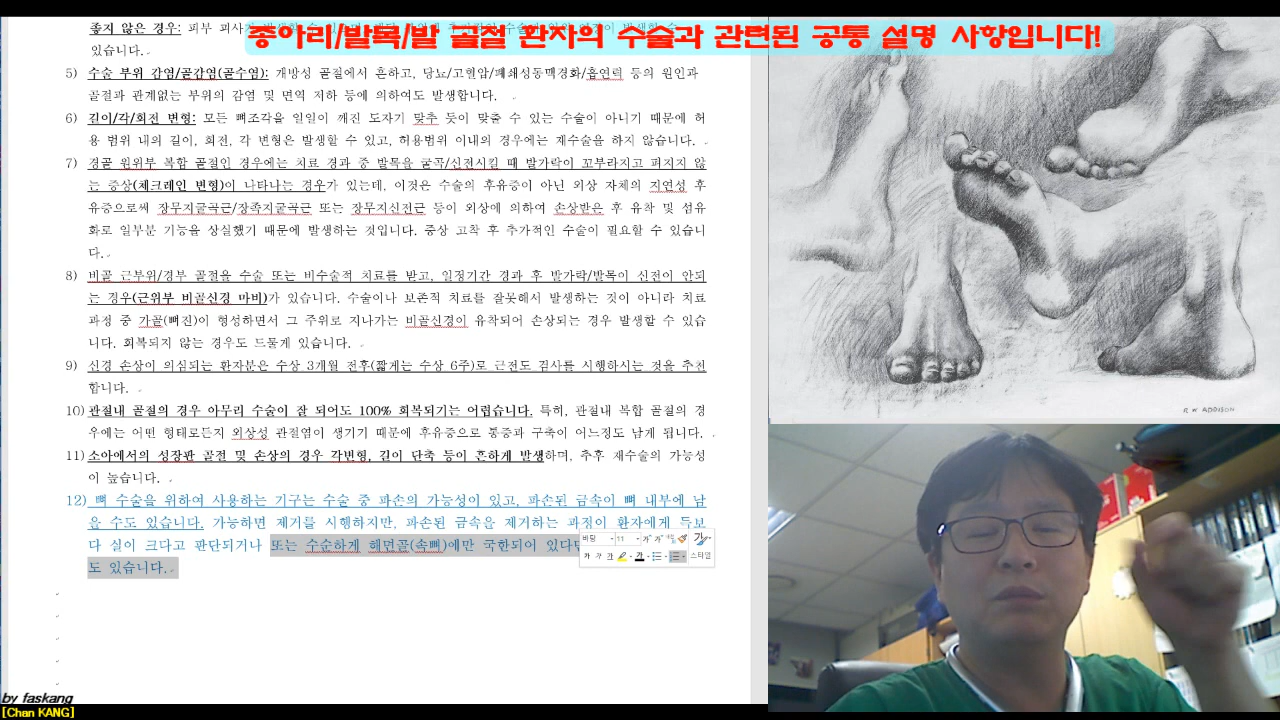 종아리/발목/발 골절 환자의 수술과 관련된 공통 설명 사항입니다!
좋지 않은 경우: 피부 괴사가
있습니다.
5) 수술 부위 감염/골감염(골수염): 개방성 골절에서 흔하고, 당뇨/고혈압/폐쇄성동맥경화/흡연력 등의 원인과
골절과 관계없는 부위의 감염 및 면역 저하 등에 의하여도 발생합니다.
6) 길이/각/회전 변형: 모든 뼈조각을 일일이 깨진 도자기 맞추 듯이 맞출 수 있는 수술이 아니기 때문에 허
용 범위 내의 길이, 회전, 각 변형은 발생할 수 있고, 허용범위 이내의 경우에는 재수술을 하지 않습니다.
7) 경골 원위부 복합 골절인 경우에는 치료 경과 중 발목을 굴곡/신전시킬 때 발가락이 꼬부라지고 펴지지 않
는 증상(체크레인 변형)이 나타나는 경우가 있는데, 이것은 수술의 후유증이 아닌 외상 자체의 지연성 후
유증으로써 장무지굴곡근/장족지굴곡근 또는 장무지신전근 등이 외상에 의하여 손상받은 후 유착 및 섬유
화로 일부분 기능을 상실했기 때문에 발생하는 것입니다. 증상 고착 후 추가적인 수술이 필요할 수 있습니
다.
8) 비골 근부위/경부 골절을 수술 또는 비수술적 치료를 받고, 일정기간 경과 후 발가락/발목이 신전이 안되
는 경우(근위부 비골신경 마비)가 있습니다. 수술이나 보존적 치료를 잘못해서 발생하는 것이 아니라 치료
과정 중 가골(뼈진)이 형성하면서 그 주위로 지나가는 비골신경이 유착되어 손상되는 경우 발생할 수 있습
니다. 회복되지 않는 경우도 드물게 있습니다.
9) 신경 손상이 의심되는 환자분은 수상 3개월 전후(짧게는 수상 6주)로 근전도 검사를 시행하시는 것을 추천
합니다.
10) 관절내 골절의 경우 아무리 수술이 잘 되어도 100% 회복되기는 어렵습니다. 특히, 관절내 복합 골절의 경
우에는 어떤 형태로든지 외상성 관절염이 생기기 때문에 후유증으로 통증과 구축이 어느정도 남게 됩니다.
11) 소아에서의 성장판 골절 및 손상의 경우 각변형, 길이 단축 등이 흔하게 발생하며, 추후 재수술의 가능성
이 높습니다.
12) 뼈 수술을 위하여 사용하는 기구는 수술 중 파손의 가능성이 있고, 파손된 금속이 뼈 내부에 남
을 수도 있습니다. 가능하면 제거를 시행하지만, 파손된 금속을 제거하는 과정이 환자에게 득보
다 실이 크다고 판단되거나 또는 수순하게 해면골(속뼈)에만 국한되어 있다면
도 있습니다.
바탕 11
가 가 가 가 스타일
R W ADDISON
by faskang
[Chan KANG]